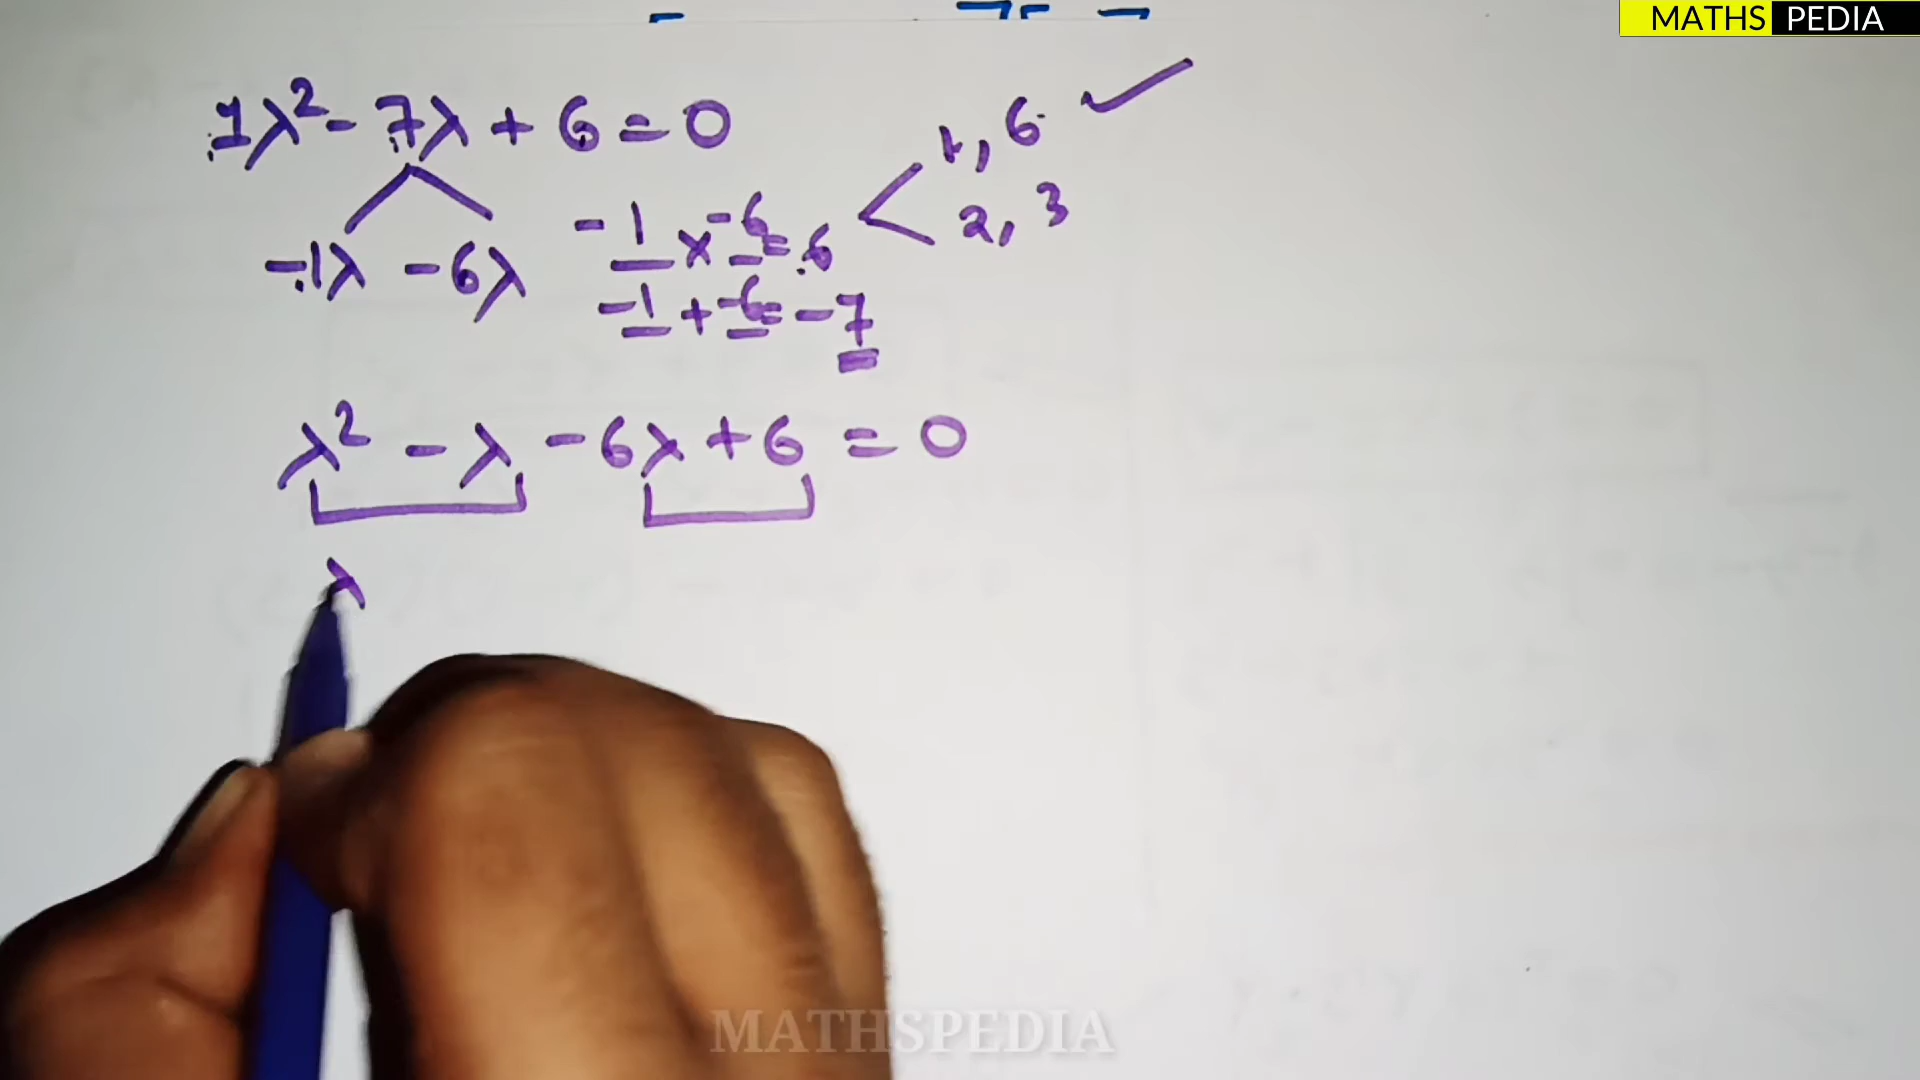 MATHS PEDIA
1λ² - 7λ + 6 = 0
1, 6 ✓
2, 3
-1 × -6 = 6
-1λ -6λ
-1 + -6 = -7
λ² - λ - 6λ + 6 = 0
λ
MATHSPEDIA